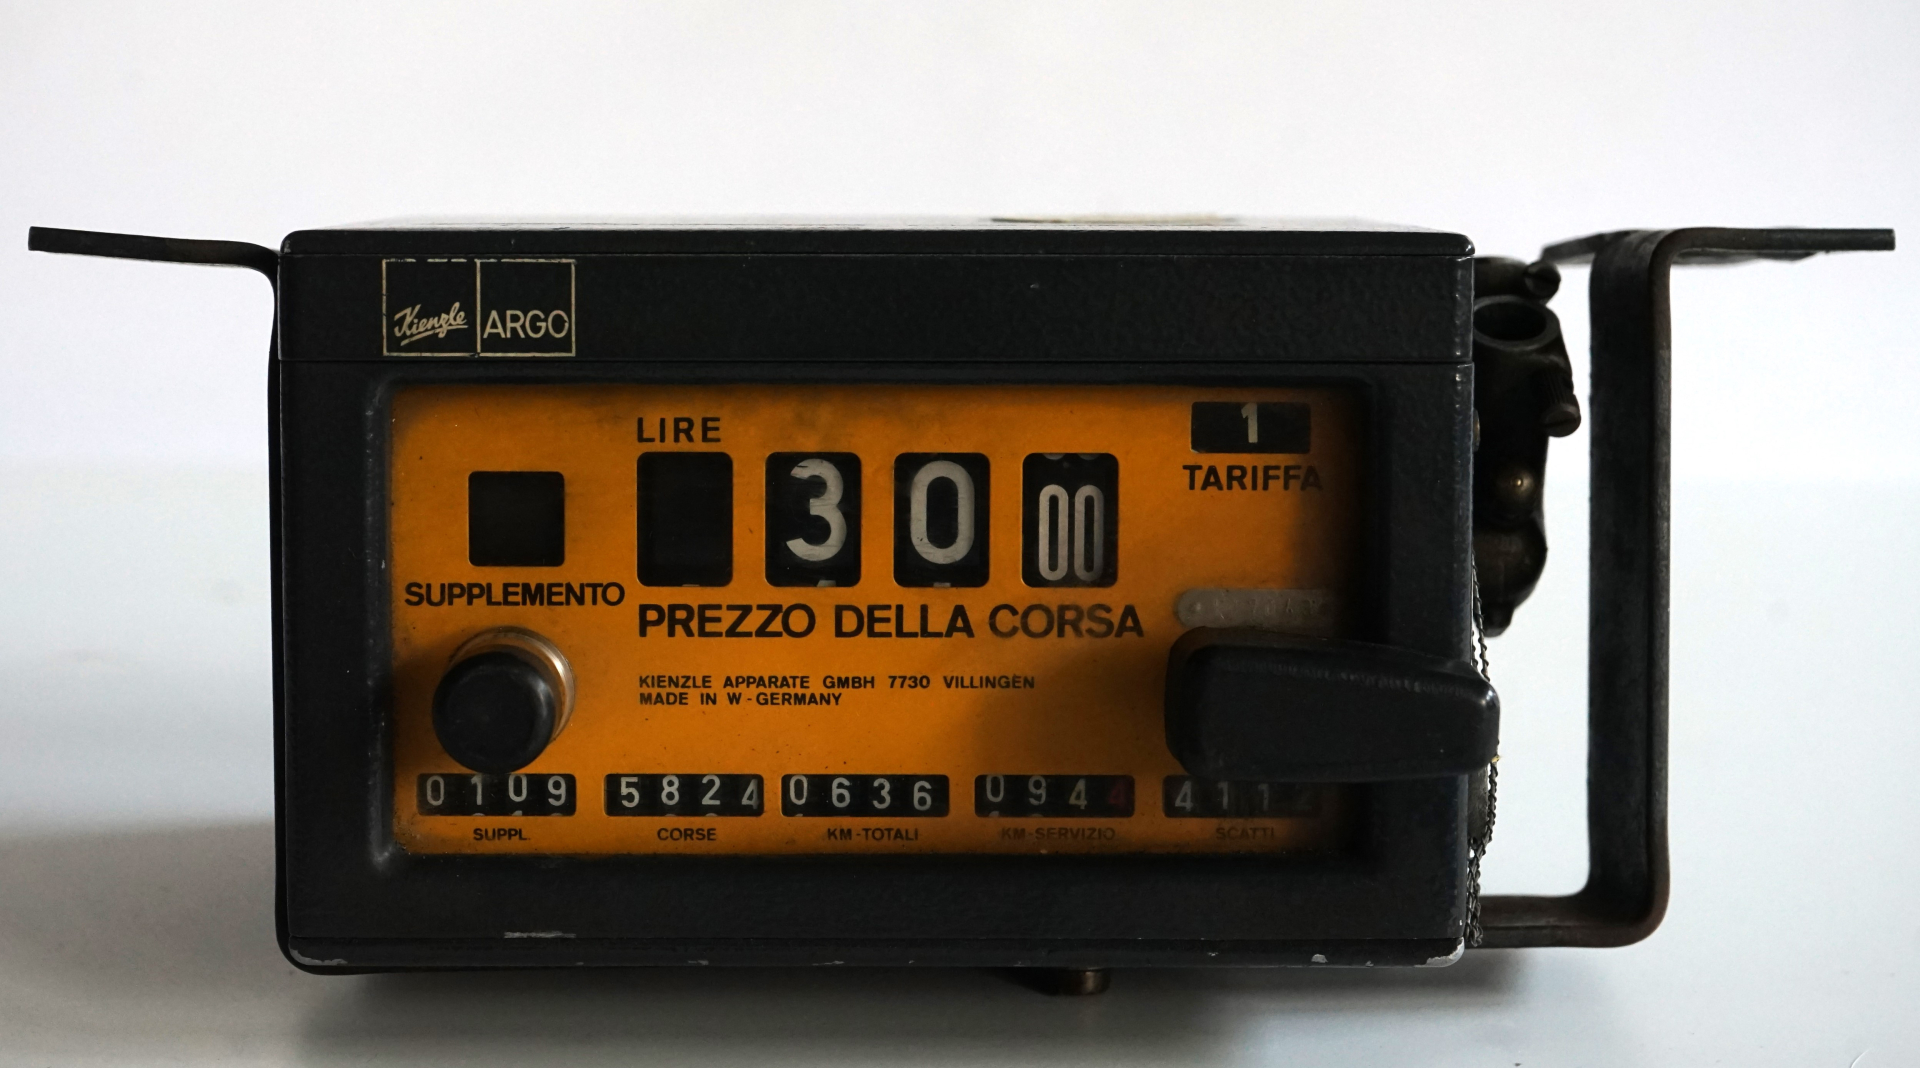 Kienzle ARGO
LIRE
30 00
1
TARIFFA
SUPPLEMENTO
PREZZO DELLA CORSA
KIENZLE APPARATE GMBH 7730 VILLINGEN
MADE IN W-GERMANY
0109 5824 0636 0944 4112
SUPPL. CORSE KM-TOTALI KM-SERVIZIO SCATTI